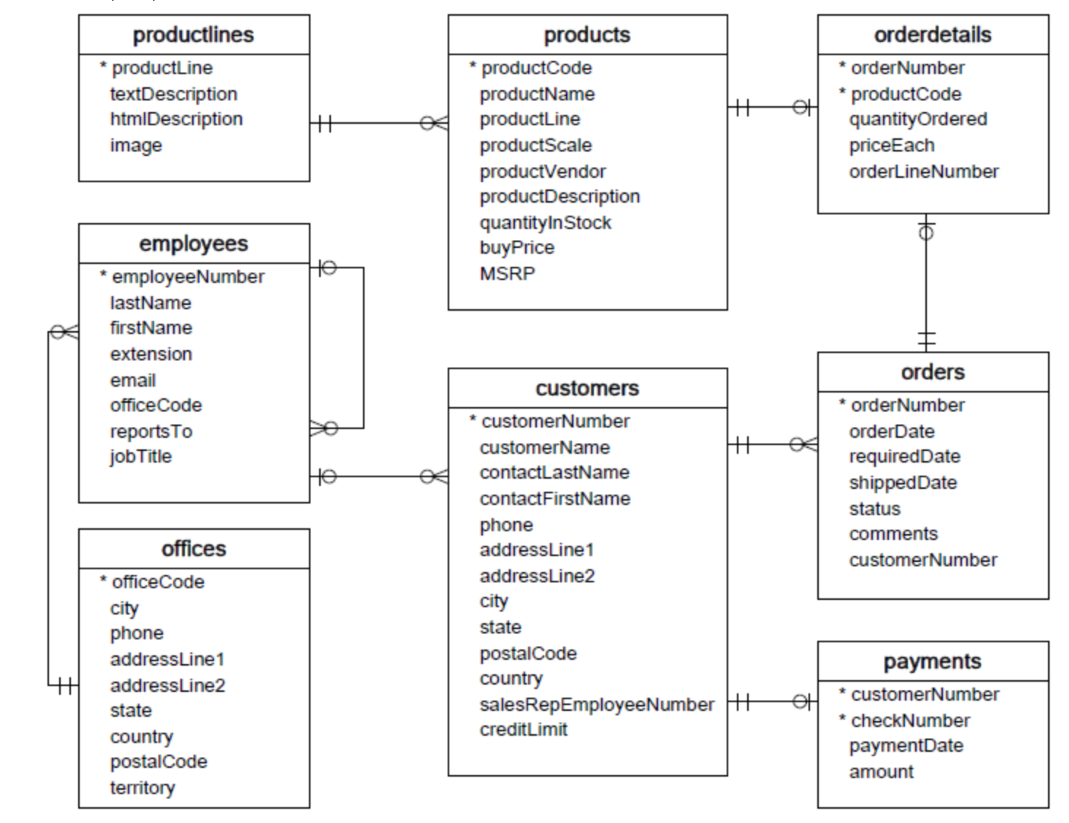 productlines
* productLine
textDescription
htmlDescription
image
products
* productCode
productName
productLine
productScale
productVendor
productDescription
quantityInStock
buyPrice
MSRP
orderdetails
* orderNumber
* productCode
quantityOrdered
priceEach
orderLineNumber
employees
* employeeNumber
lastName
firstName
extension
email
officeCode
reportsTo
jobTitle
customers
* customerNumber
customerName
contactLastName
contactFirstName
phone
addressLine1
addressLine2
city
state
postalCode
country
salesRepEmployeeNumber
creditLimit
orders
* orderNumber
orderDate
requiredDate
shippedDate
status
comments
customerNumber
offices
* officeCode
city
phone
addressLine1
addressLine2
state
country
postalCode
territory
payments
* customerNumber
* checkNumber
paymentDate
amount